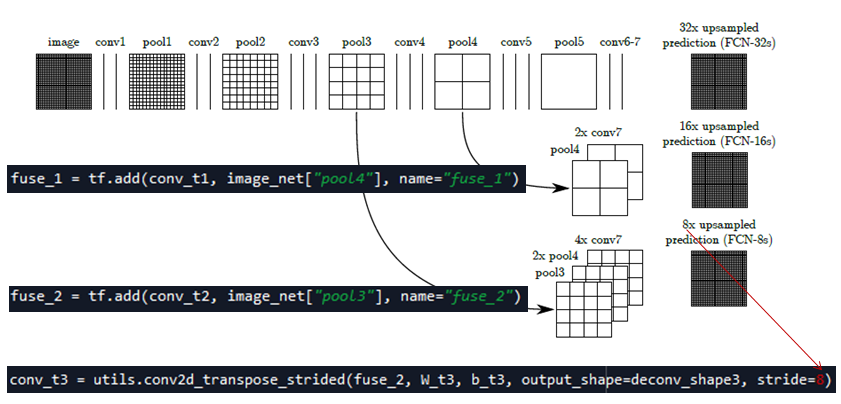 image conv1 pool1 conv2 pool2 conv3 pool3 conv4 pool4 conv5 pool5 conv6-7
32x upsampled
prediction (FCN-32s)
2x conv7
pool4
16x upsampled
prediction (FCN-16s)
fuse_1 = tf.add(conv_t1, image_net["pool4"], name="fuse_1")
4x conv7
2x pool4
pool3
8x upsampled
prediction (FCN-8s)
fuse_2 = tf.add(conv_t2, image_net["pool3"], name="fuse_2")
conv_t3 = utils.conv2d_transpose_strided(fuse_2, W_t3, b_t3, output_shape=deconv_shape3, stride=8)